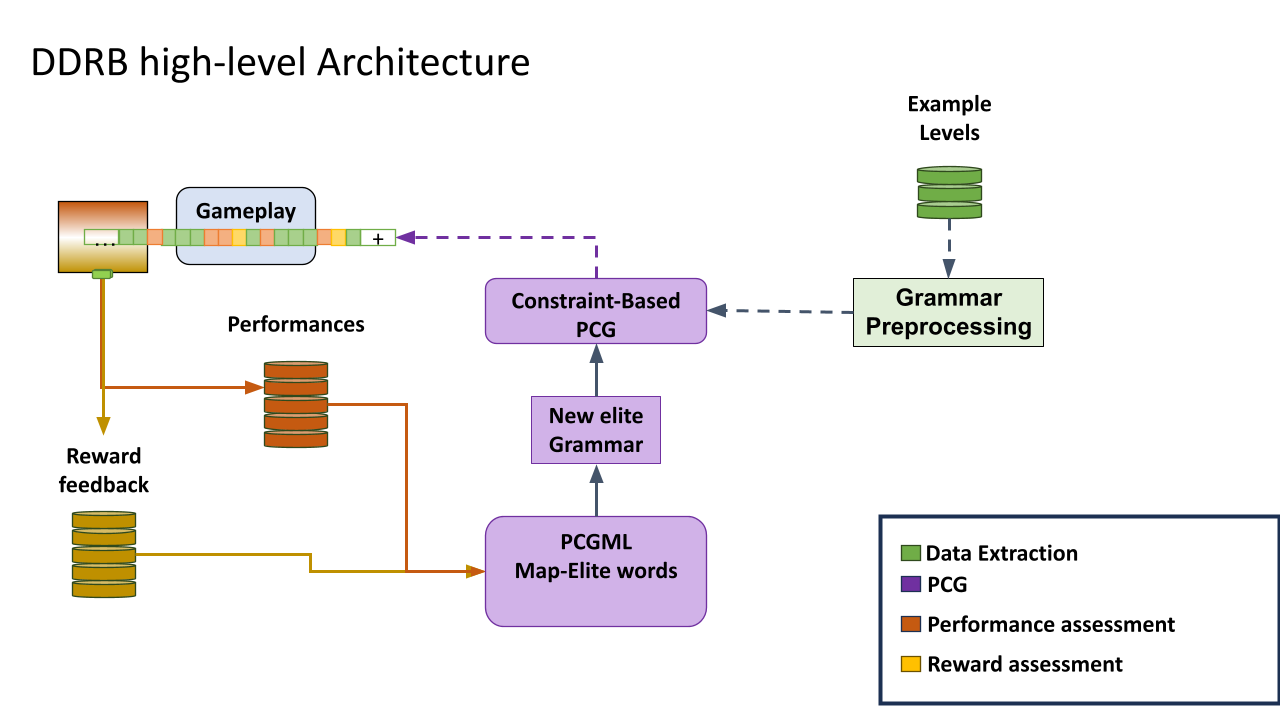 DDRB high-level Architecture
Example
Levels
Gameplay
...
+
Constraint-Based
PCG
Grammar
Preprocessing
Performances
New elite
Grammar
Reward
feedback
PCGML
Map-Elite words
Data Extraction
PCG
Performance assessment
Reward assessment